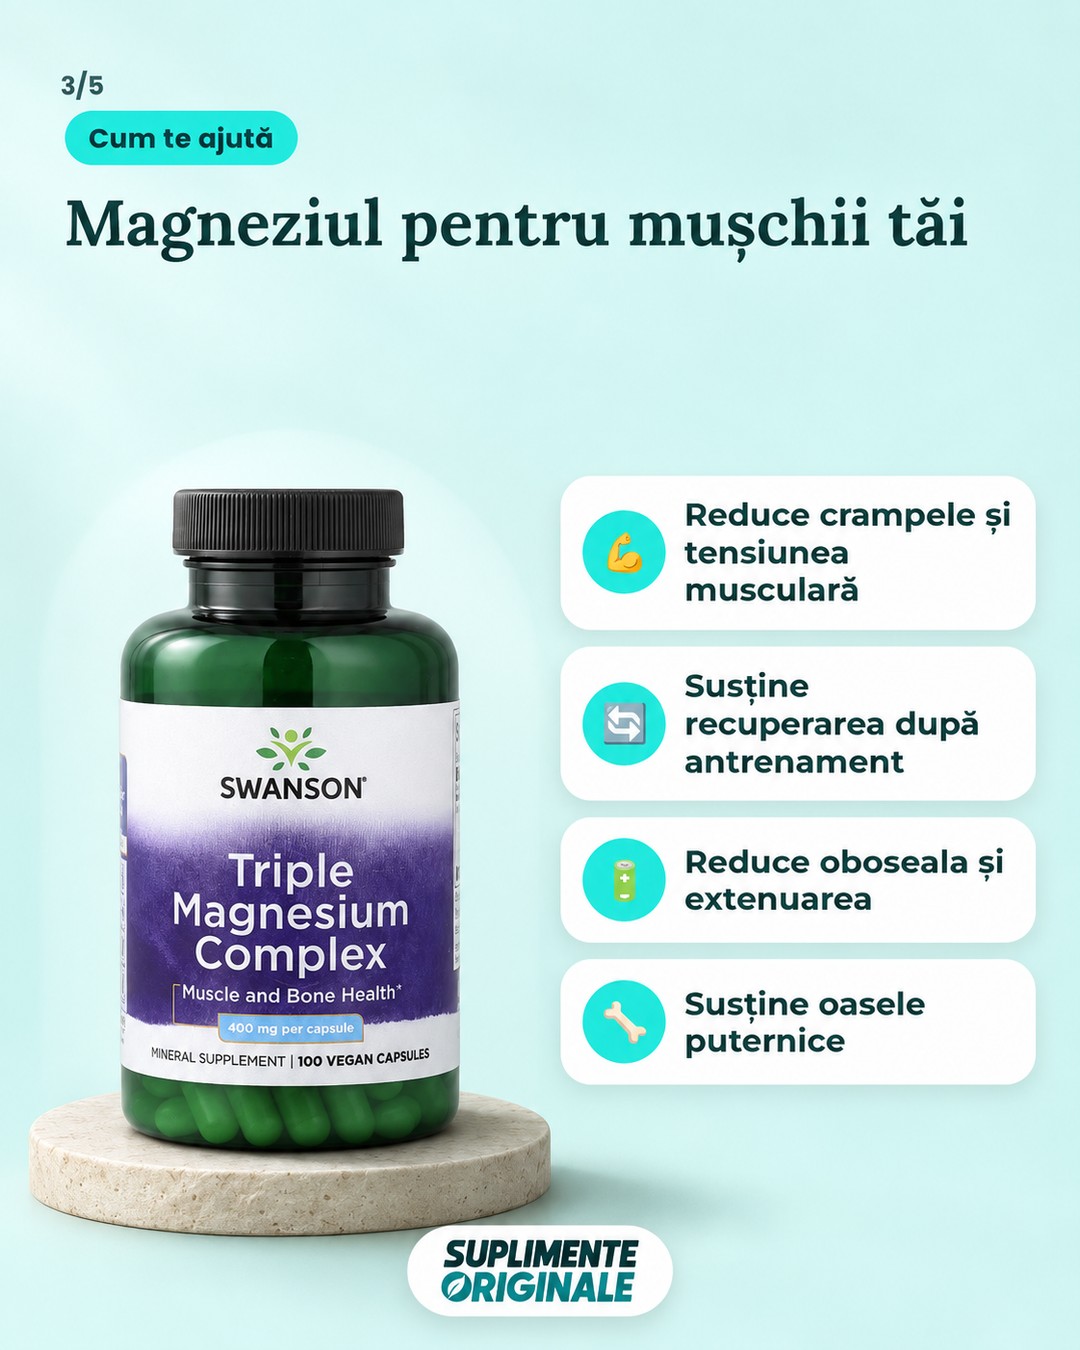 3/5
Cum te ajută
Magneziul pentru mușchii tăi
SWANSON®
Triple
Magnesium
Complex
Muscle and Bone Health*
400 mg per capsule
MINERAL SUPPLEMENT | 100 VEGAN CAPSULES
Reduce crampele și
tensiunea
musculară
Susține
recuperarea după
antrenament
Reduce oboseala și
extenuarea
Susține oasele
puternice
SUPLIMENTE
ORIGINALE